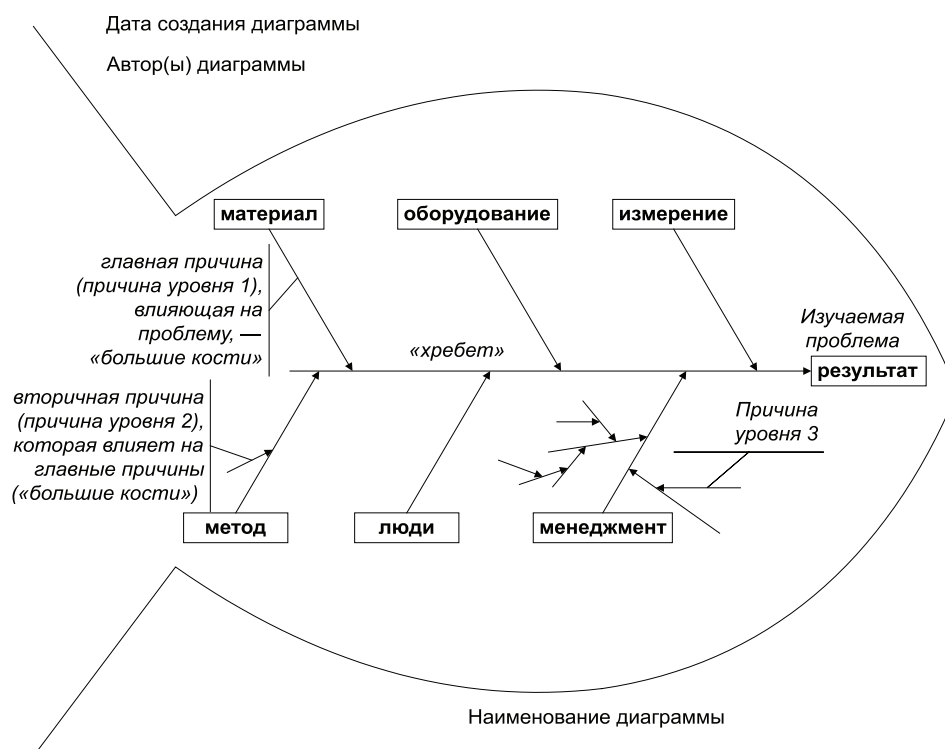 Дата создания диаграммы
Автор(ы) диаграммы
материал
оборудование
измерение
главная причина
(причина уровня 1),
влияющая на
проблему, —
«большие кости»
«хребет»
Изучаемая
проблема
результат
вторичная причина
(причина уровня 2),
которая влияет на
главные причины
(«большие кости»)
Причина
уровня 3
метод
люди
менеджмент
Наименование диаграммы